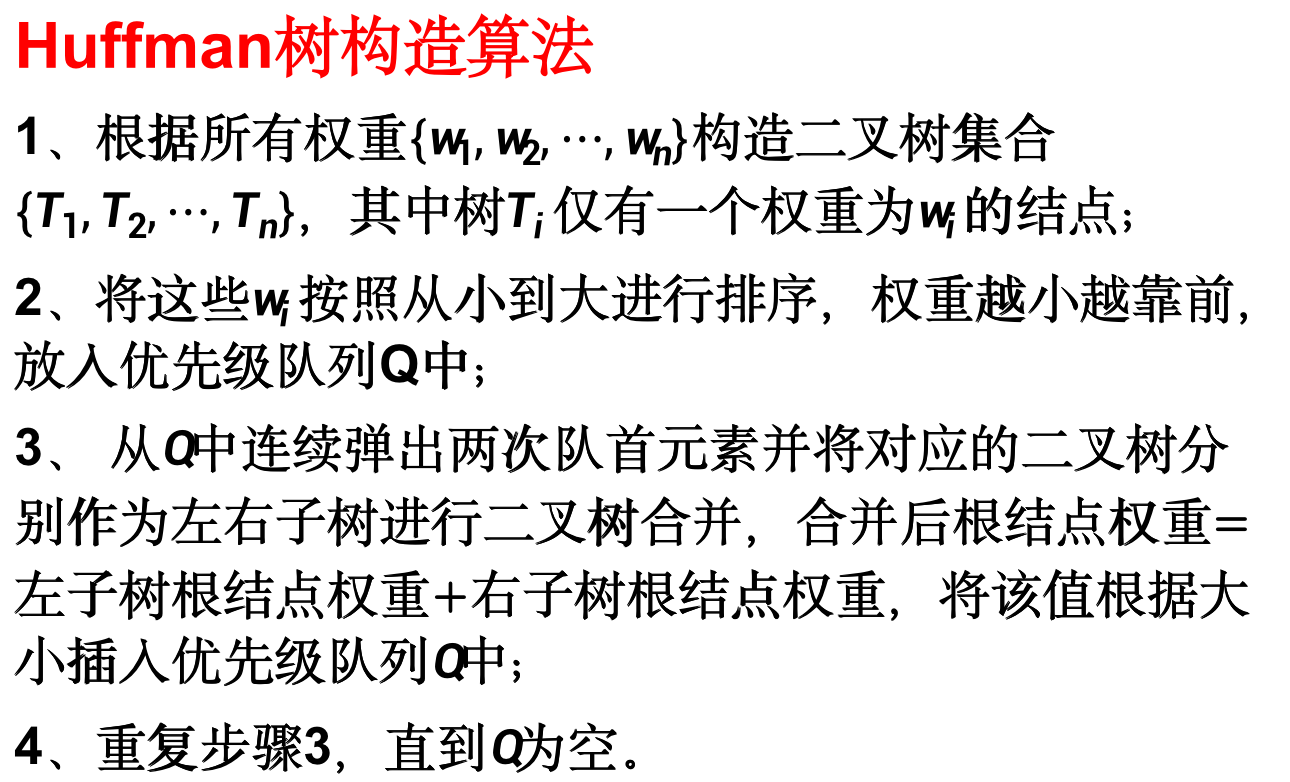 Huffman树构造算法
1、根据所有权重{w1, w2, ⋯, wn}构造二叉树集合
{T1, T2, ⋯, Tn}，其中树Ti 仅有一个权重为wi 的结点；
2、将这些wi 按照从小到大进行排序，权重越小越靠前，
放入优先级队列Q中；
3、 从Q中连续弹出两次队首元素并将对应的二叉树分
别作为左右子树进行二叉树合并，合并后根结点权重=
左子树根结点权重+右子树根结点权重，将该值根据大
小插入优先级队列Q中；
4、重复步骤3，直到Q为空。